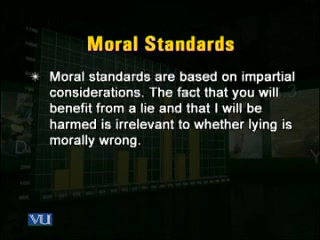 Moral Standards
Moral standards are based on impartial
considerations. The fact that you will
benefit from a lie and that I will be
harmed is irrelevant to whether lying is
morally wrong.
VU